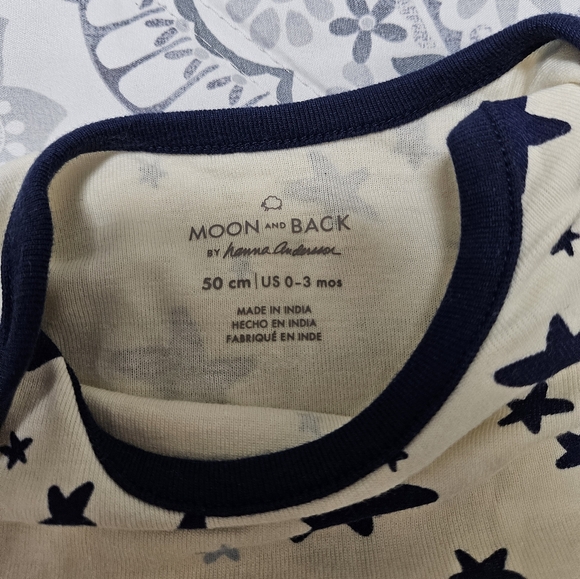 MOON AND BACK
BY hanna Andersson
50 cm | US 0-3 mos
MADE IN INDIA
HECHO EN INDIA
FABRIQUÉ EN INDE